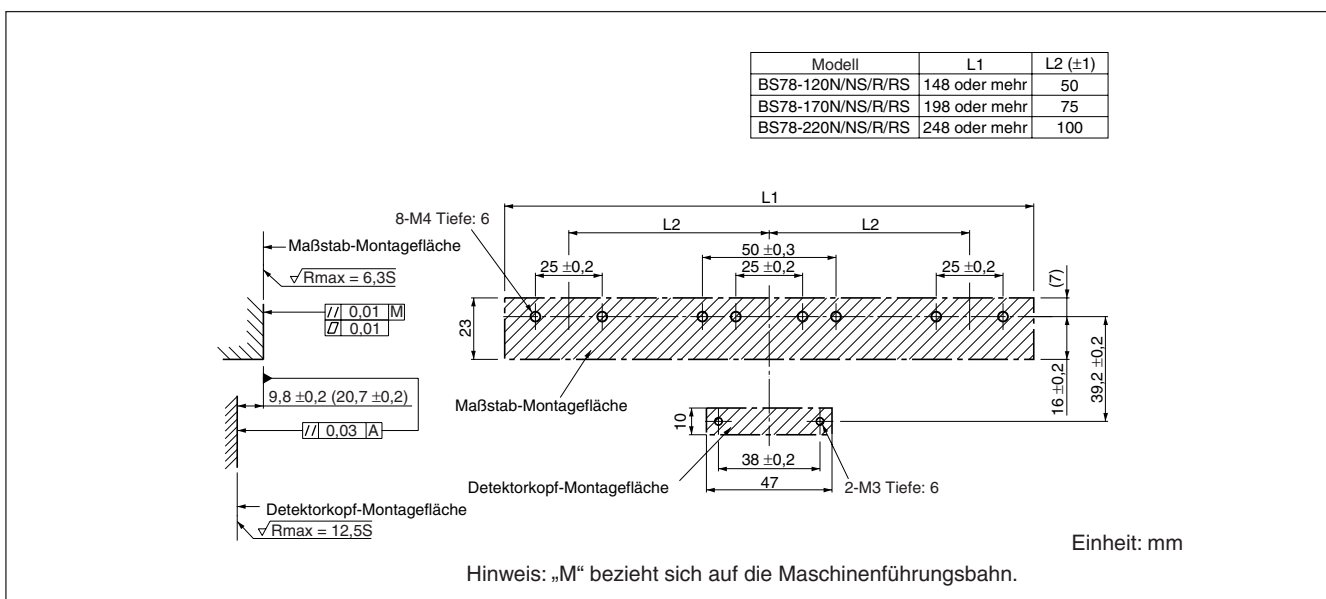 Modell L1 L2 (±1)
BS78-120N/NS/R/RS 148 oder mehr 50
BS78-170N/NS/R/RS 198 oder mehr 75
BS78-220N/NS/R/RS 248 oder mehr 100
L1
8-M4 Tiefe: 6
L2 L2
Maßstab-Montagefläche
50 ±0,3
Rmax = 6,3S
25 ±0,2 25 ±0,2 25 ±0,2
(7)
// 0,01 M
0,01
23
16 ±0,2
39,2 ±0,2
9,8 ±0,2 (20,7 ±0,2)
Maßstab-Montagefläche
10
// 0,03 A
38 ±0,2
Detektorkopf-Montagefläche
47
2-M3 Tiefe: 6
Detektorkopf-Montagefläche
Rmax = 12,5S
Einheit: mm
Hinweis: „M“ bezieht sich auf die Maschinenführungsbahn.